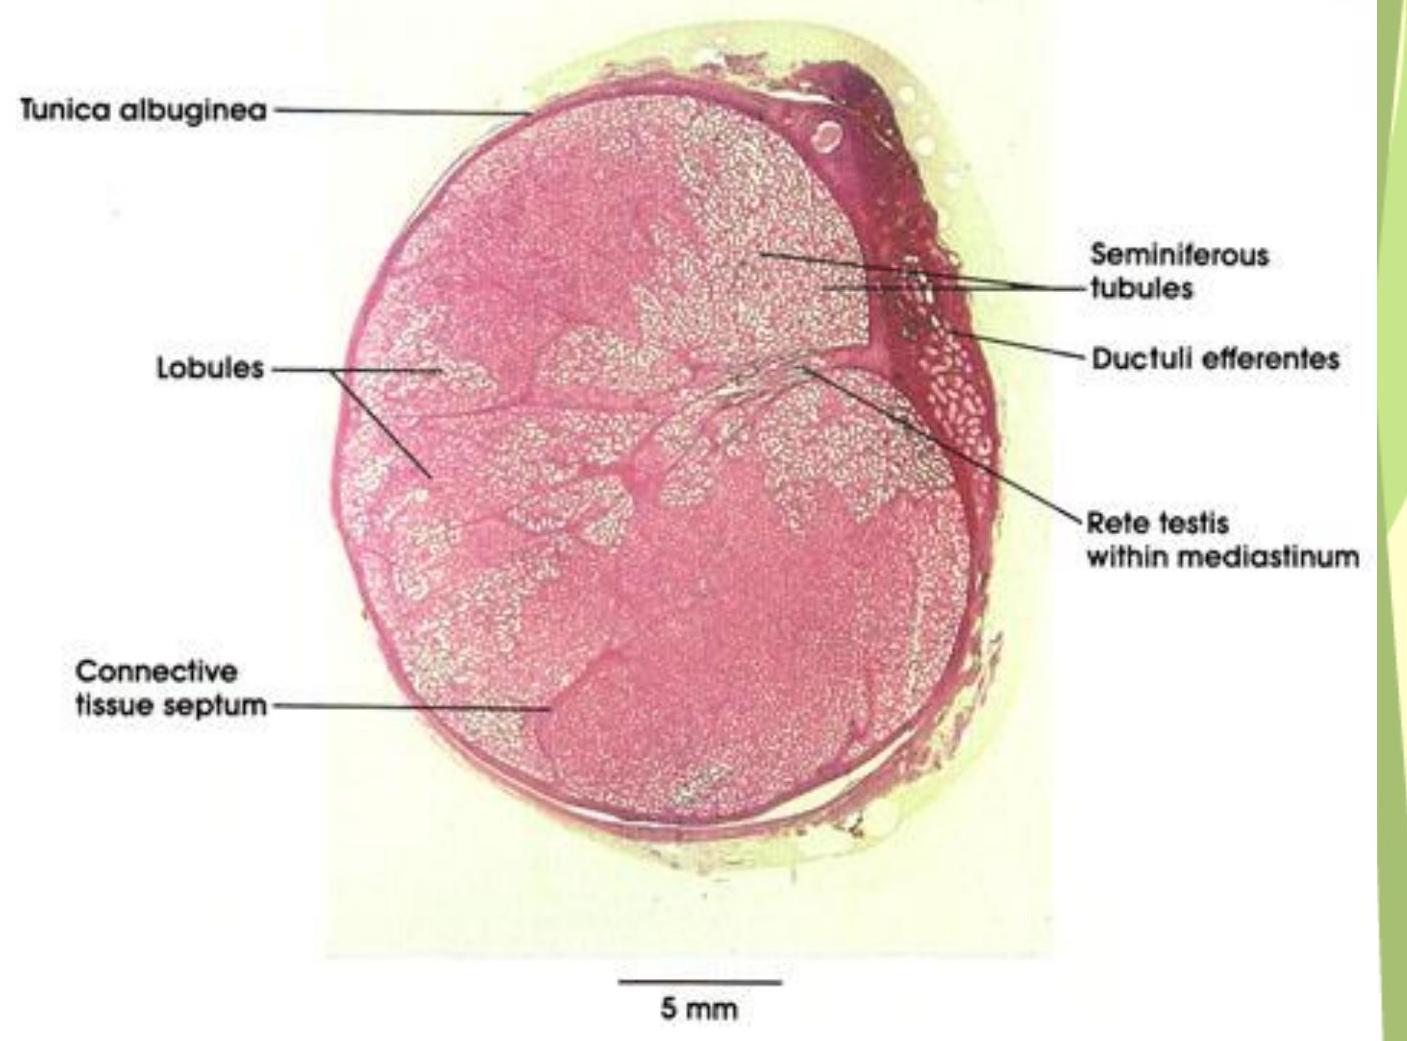 Tunica albuginea
Seminiferous
tubules
Ductuli efferentes
Lobules
Rete testis
within mediastinum
Connective
tissue septum
5 mm